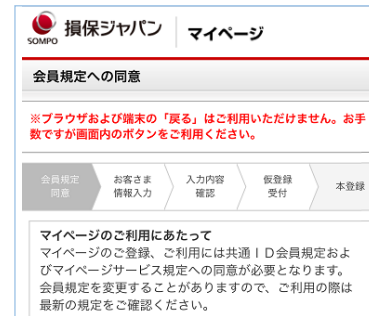 SOMPO 損保ジャパン マイページ
会員規定への同意
※ブラウザおよび端末の「戻る」はご利用いただけません。お手
数ですが画面内のボタンをご利用ください。
会員規定 お客さま 入力内容 仮登録 本登録
同意 情報入力 確認 受付
マイページのご利用にあたって
マイページのご登録、ご利用には共通ＩＤ会員規定およ
びマイページサービス規定への同意が必要となります。
会員規定を変更することがありますので、ご利用の際は
最新の規定をご確認ください。